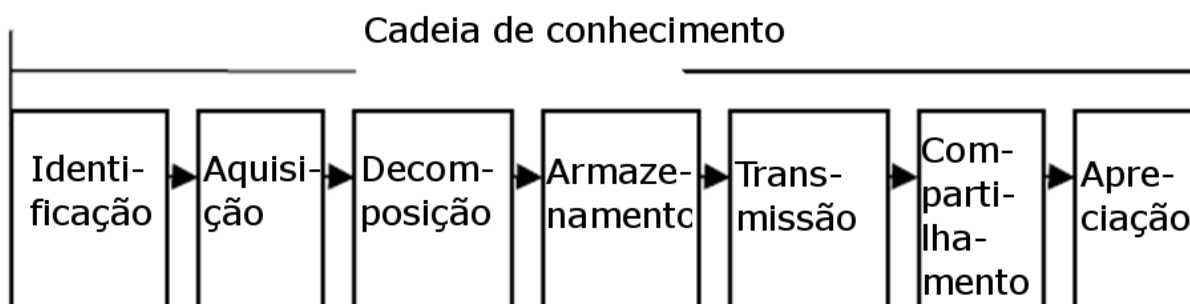 Cadeia de conhecimento
Identi-
ficação
Aquisi-
ção
Decom-
posição
Armaze-
namento
Trans-
missão
Com-
parti-
lha-
mento
Apre-
ciação